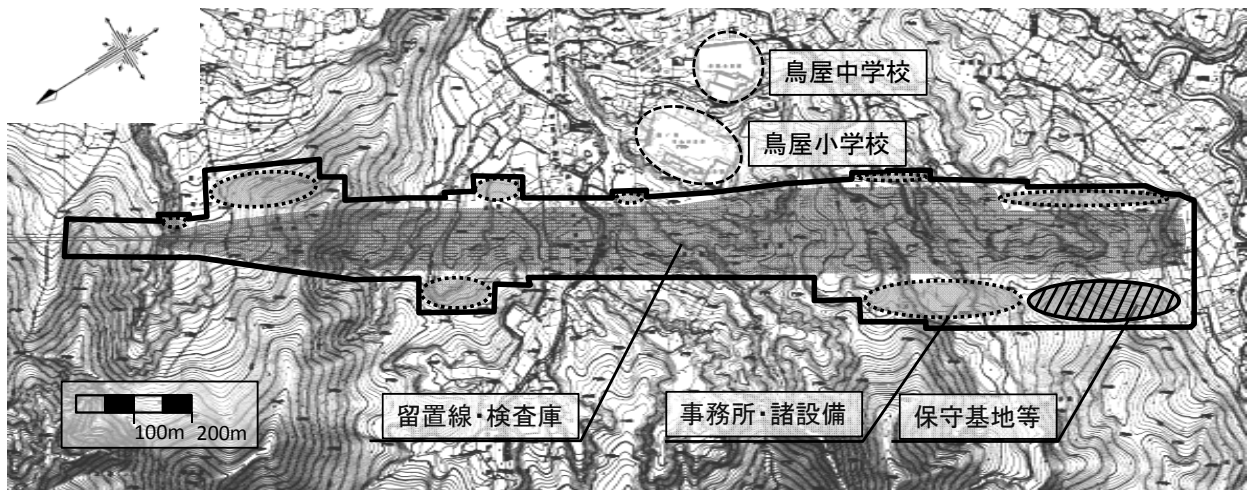 鳥屋中学校
鳥屋小学校
留置線・検査庫
事務所・諸設備
保守基地等
100m 200m